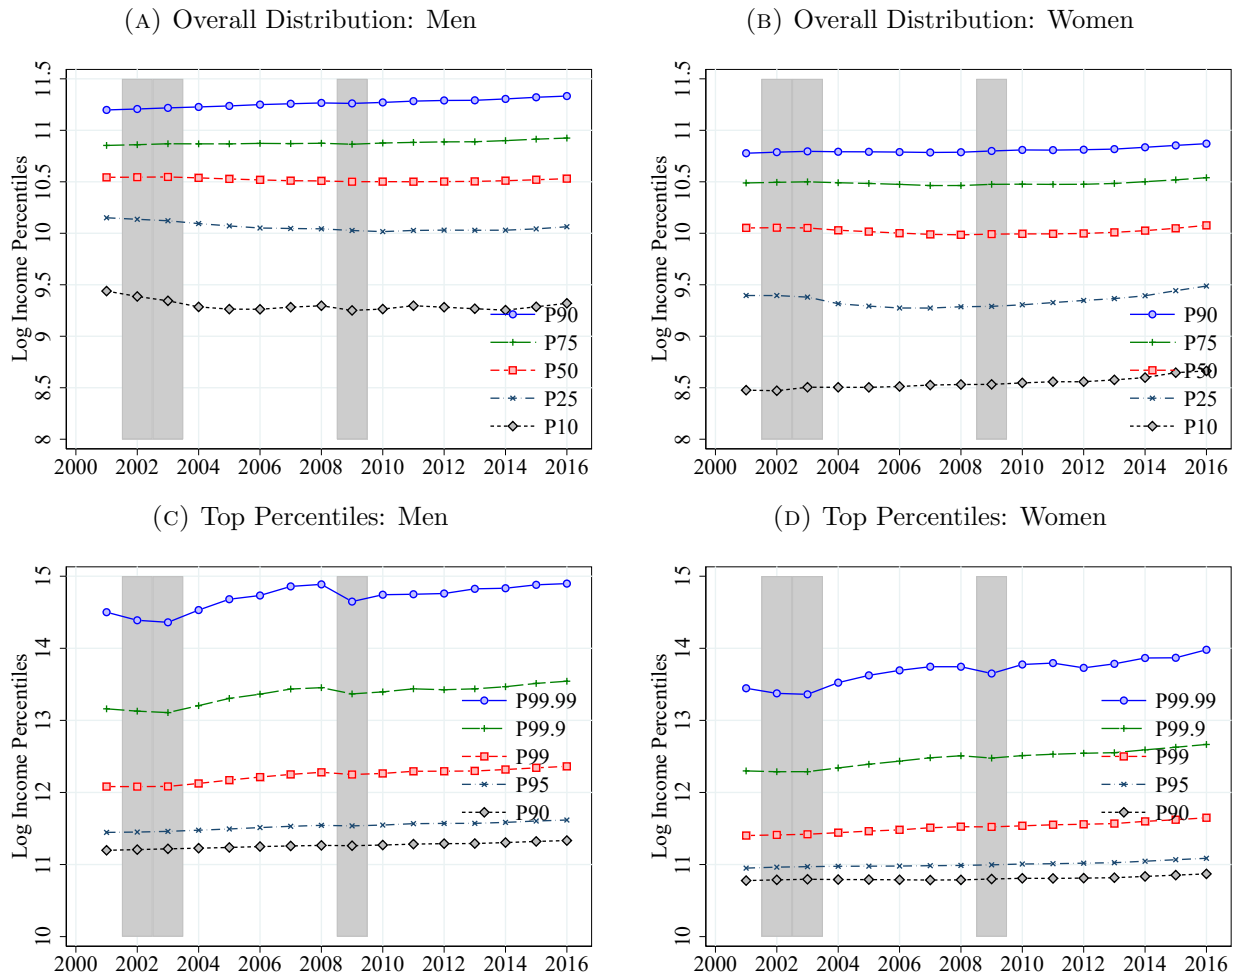 (A) Overall Distribution: Men
Log Income Percentiles
11.5
11
10.5
10
9.5
9
8.5
8
P90
P75
P50
P25
P10
2000 2002 2004 2006 2008 2010 2012 2014 2016
(B) Overall Distribution: Women
Log Income Percentiles
11.5
11
10.5
10
9.5
9
8.5
8
P90
P75
P50
P25
P10
2000 2002 2004 2006 2008 2010 2012 2014 2016
(C) Top Percentiles: Men
Log Income Percentiles
15
14
13
12
11
10
P99.99
P99.9
P99
P95
P90
2000 2002 2004 2006 2008 2010 2012 2014 2016
(D) Top Percentiles: Women
Log Income Percentiles
15
14
13
12
11
10
P99.99
P99.9
P99
P95
P90
2000 2002 2004 2006 2008 2010 2012 2014 2016